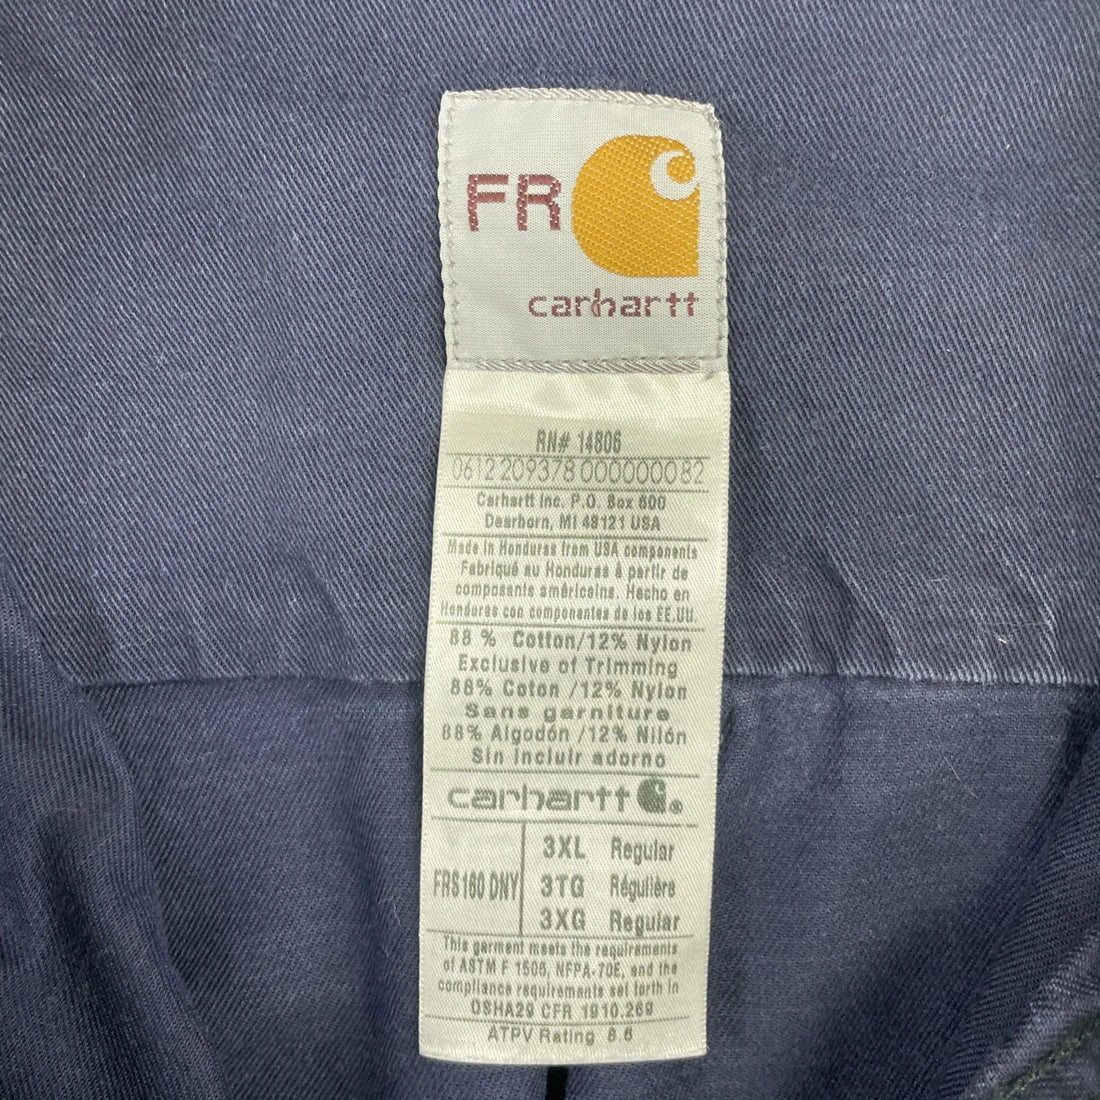 FR
carhartt
RN# 14806
0612 209378 0000000082
Carhartt Inc. P.O. Box 600
Dearborn, MI 48121 USA
Made in Honduras from USA components
Fabriqué au Honduras à partir de
composants américains. Hecho en
Honduras con componentes de los EE.UU.
88 % Cotton/12% Nylon
Exclusive of Trimming
88% Coton /12% Nylon
Sans garniture
88% Algodón /12% Nilón
Sin incluir adorno
carhartt ®
3XL Regular
FRS160 DNY 3TG Régulière
3XG Regular
This garment meets the requirements
of ASTM F 1506, NFPA-70E, and the
compliance requirements set forth in
OSHA29 CFR 1910.269
ATPV Rating 8.6